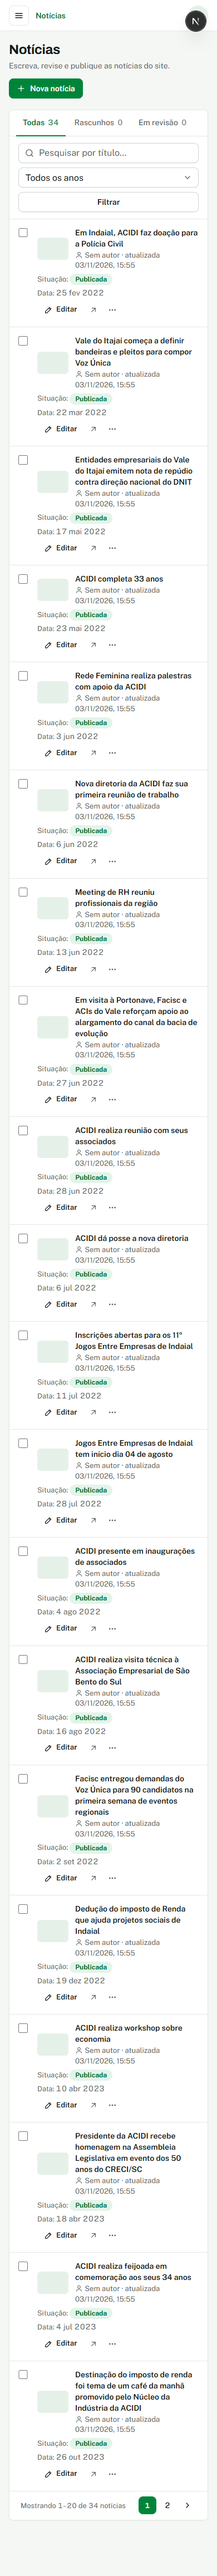 Notícias
N
Notícias
Escreva, revise e publique as notícias do site.
+ Nova notícia
Todas 34 Rascunhos 0 Em revisão 0
Pesquisar por título...
Todos os anos
Filtrar
Em Indaial, ACIDI faz doação para
a Polícia Civil
Sem autor · atualizada
03/11/2026, 15:55
Situação: Publicada
Data: 25 fev 2022
Editar
Vale do Itajaí começa a definir
bandeiras e pleitos para compor
Voz Única
Sem autor · atualizada
03/11/2026, 15:55
Situação: Publicada
Data: 22 mar 2022
Editar
Entidades empresariais do Vale
do Itajaí emitem nota de repúdio
contra direção nacional do DNIT
Sem autor · atualizada
03/11/2026, 15:55
Situação: Publicada
Data: 17 mai 2022
Editar
ACIDI completa 33 anos
Sem autor · atualizada
03/11/2026, 15:55
Situação: Publicada
Data: 23 mai 2022
Editar
Rede Feminina realiza palestras
com apoio da ACIDI
Sem autor · atualizada
03/11/2026, 15:55
Situação: Publicada
Data: 3 jun 2022
Editar
Nova diretoria da ACIDI faz sua
primeira reunião de trabalho
Sem autor · atualizada
03/11/2026, 15:55
Situação: Publicada
Data: 6 jun 2022
Editar
Meeting de RH reuniu
profissionais da região
Sem autor · atualizada
03/11/2026, 15:55
Situação: Publicada
Data: 13 jun 2022
Editar
Em visita à Portonave, Facisc e
ACIs do Vale reforçam apoio ao
alargamento do canal da bacia de
evolução
Sem autor · atualizada
03/11/2026, 15:55
Situação: Publicada
Data: 27 jun 2022
Editar
ACIDI realiza reunião com seus
associados
Sem autor · atualizada
03/11/2026, 15:55
Situação: Publicada
Data: 28 jun 2022
Editar
ACIDI dá posse a nova diretoria
Sem autor · atualizada
03/11/2026, 15:55
Situação: Publicada
Data: 6 jul 2022
Editar
Inscrições abertas para os 11º
Jogos Entre Empresas de Indaial
Sem autor · atualizada
03/11/2026, 15:55
Situação: Publicada
Data: 11 jul 2022
Editar
Jogos Entre Empresas de Indaial
tem início dia 04 de agosto
Sem autor · atualizada
03/11/2026, 15:55
Situação: Publicada
Data: 28 jul 2022
Editar
ACIDI presente em inaugurações
de associados
Sem autor · atualizada
03/11/2026, 15:55
Situação: Publicada
Data: 4 ago 2022
Editar
ACIDI realiza visita técnica à
Associação Empresarial de São
Bento do Sul
Sem autor · atualizada
03/11/2026, 15:55
Situação: Publicada
Data: 16 ago 2022
Editar
Facisc entregou demandas do
Voz Única para 90 candidatos na
primeira semana de eventos
regionais
Sem autor · atualizada
03/11/2026, 15:55
Situação: Publicada
Data: 2 set 2022
Editar
Dedução do imposto de Renda
que ajuda projetos sociais de
Indaial
Sem autor · atualizada
03/11/2026, 15:55
Situação: Publicada
Data: 19 dez 2022
Editar
ACIDI realiza workshop sobre
economia
Sem autor · atualizada
03/11/2026, 15:55
Situação: Publicada
Data: 10 abr 2023
Editar
Presidente da ACIDI recebe
homenagem na Assembleia
Legislativa em evento dos 50
anos do CRECI/SC
Sem autor · atualizada
03/11/2026, 15:55
Situação: Publicada
Data: 18 abr 2023
Editar
ACIDI realiza feijoada em
comemoração aos seus 34 anos
Sem autor · atualizada
03/11/2026, 15:55
Situação: Publicada
Data: 4 jul 2023
Editar
Destinação do imposto de renda
foi tema de um café da manhã
promovido pelo Núcleo da
Indústria da ACIDI
Sem autor · atualizada
03/11/2026, 15:55
Situação: Publicada
Data: 26 out 2023
Editar
Mostrando 1–20 de 34 notícias 1 2